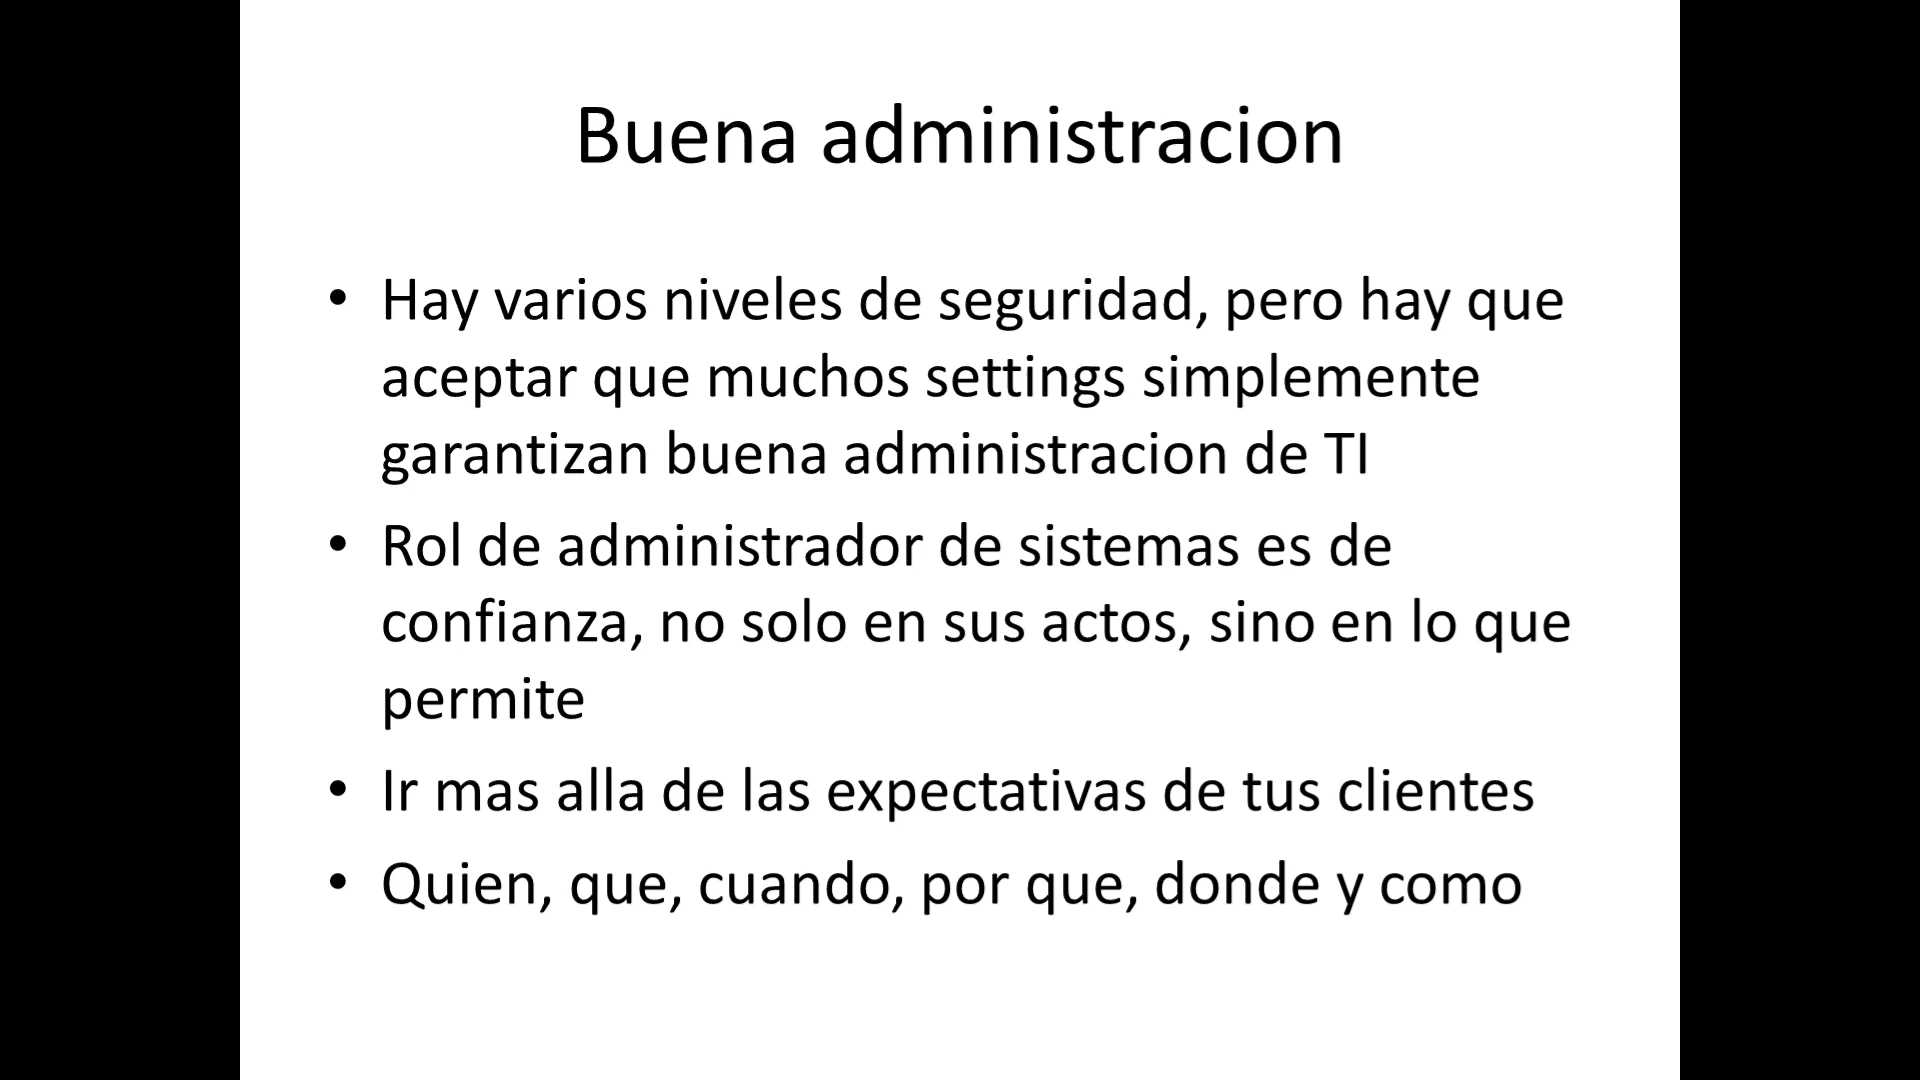 Buena administracion
• Hay varios niveles de seguridad, pero hay que
aceptar que muchos settings simplemente
garantizan buena administracion de TI
• Rol de administrador de sistemas es de
confianza, no solo en sus actos, sino en lo que
permite
• Ir mas alla de las expectativas de tus clientes
• Quien, que, cuando, por que, donde y como